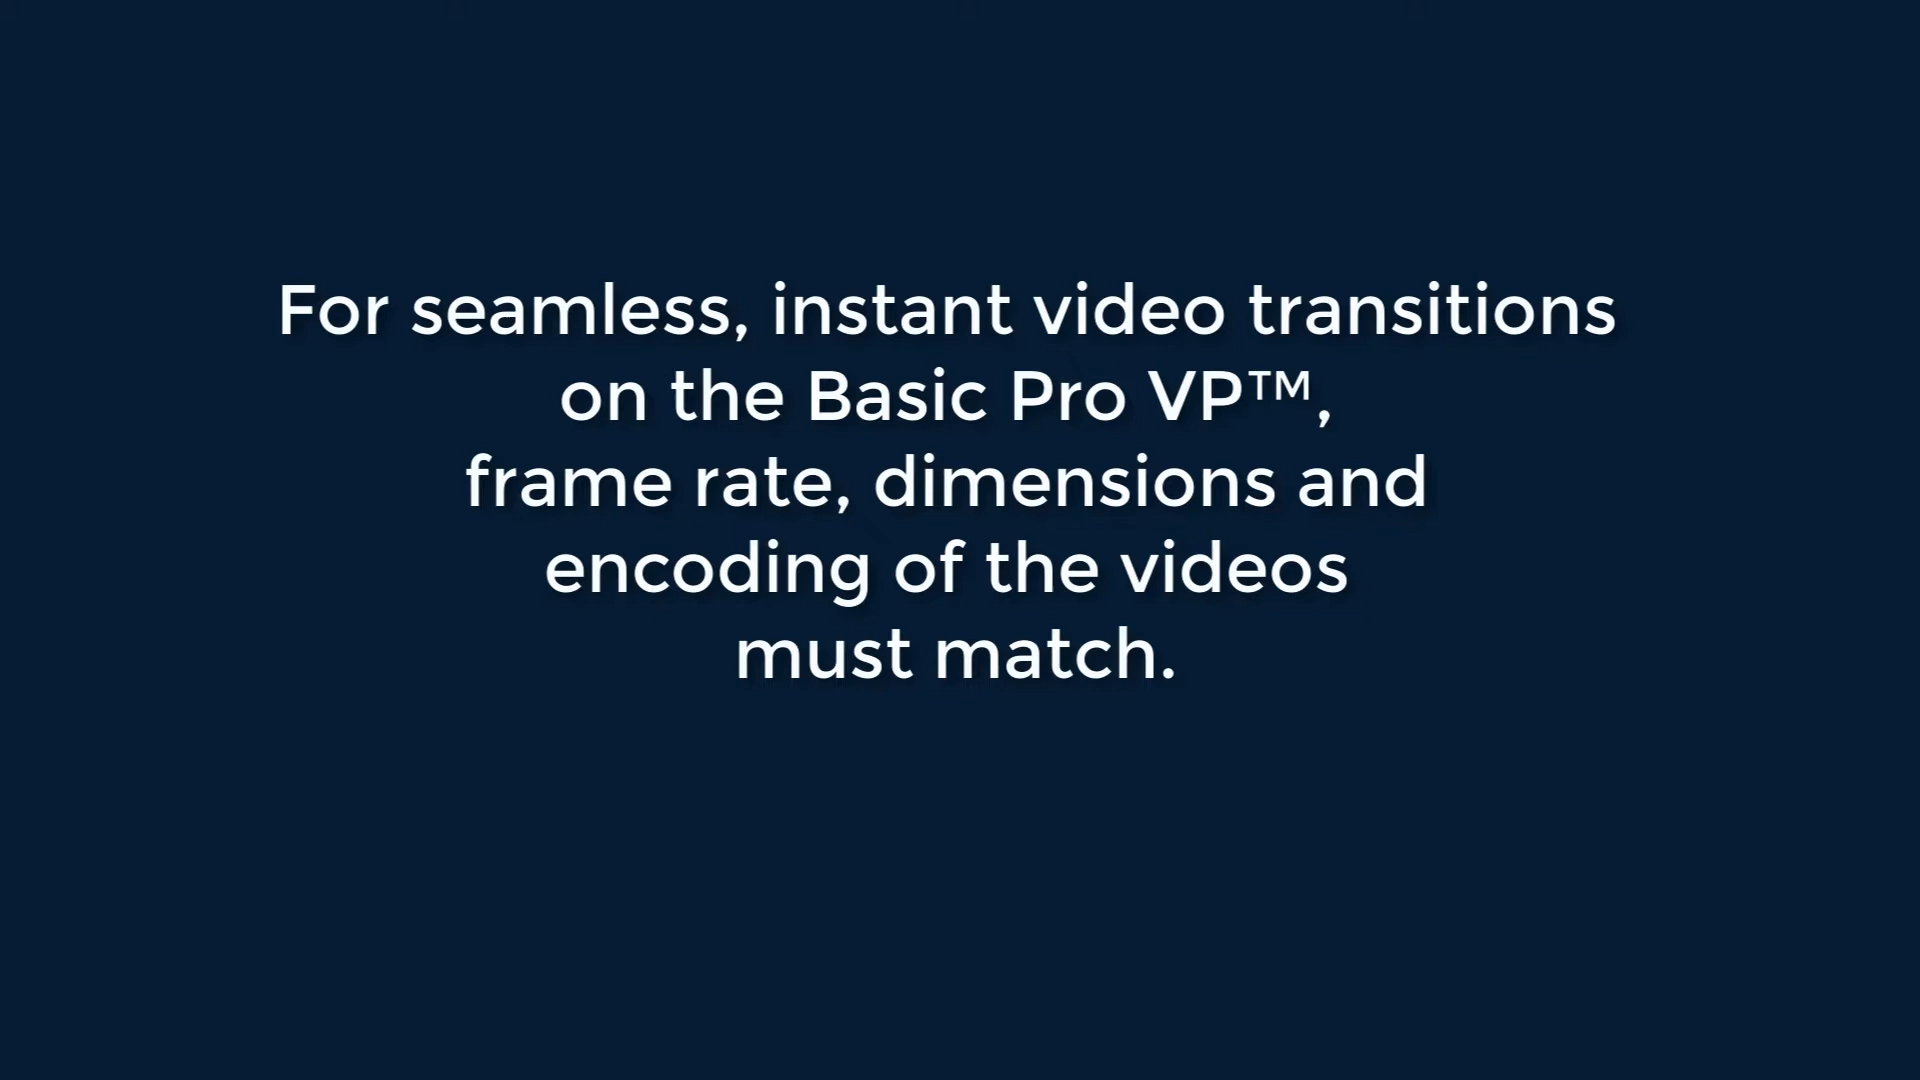 For seamless, instant video transitions
on the Basic Pro VP™,
frame rate, dimensions and
encoding of the videos
must match.